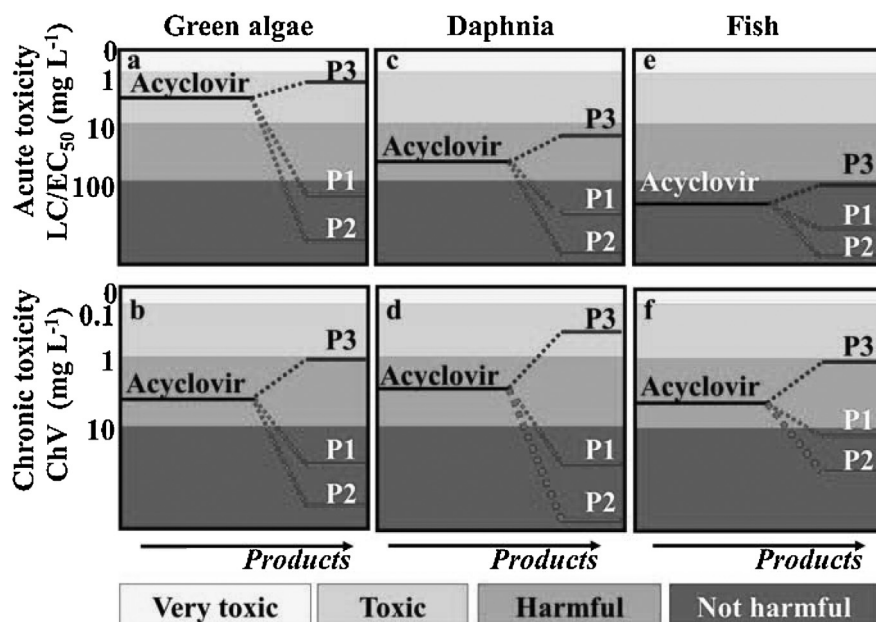 Green algae
Daphnia
Fish
Acute toxicity
LC/EC50 (mg L-1)
0
1
10
100
a
Acyclovir
P3
P1
P2
c
Acyclovir
P3
P1
P2
e
Acyclovir
P3
P1
P2
Chronic toxicity
ChV (mg L-1)
0
0.1
1
10
b
Acyclovir
P3
P1
P2
d
Acyclovir
P3
P1
P2
f
Acyclovir
P3
P1
P2
Products
Products
Products
Very toxic
Toxic
Harmful
Not harmful